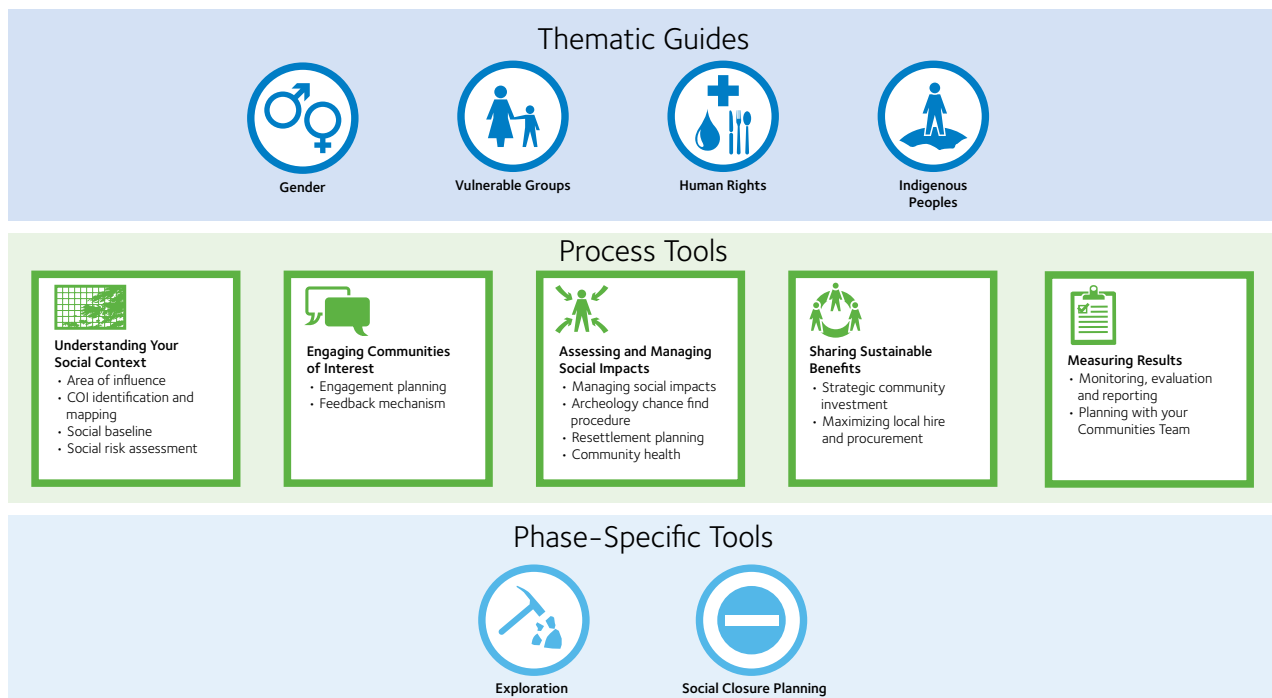 Thematic Guides
Gender
Vulnerable Groups
Human Rights
Indigenous
Peoples
Process Tools
Understanding Your
Social Context
• Area of influence
• COI identification and
mapping
• Social baseline
• Social risk assessment
Engaging Communities
of Interest
• Engagement planning
• Feedback mechanism
Assessing and Managing
Social Impacts
• Managing social impacts
• Archeology chance find
procedure
• Resettlement planning
• Community health
Sharing Sustainable
Benefits
• Strategic community
investment
• Maximizing local hire
and procurement
Measuring Results
• Monitoring, evaluation
and reporting
• Planning with your
Communities Team
Phase-Specific Tools
Exploration
Social Closure Planning